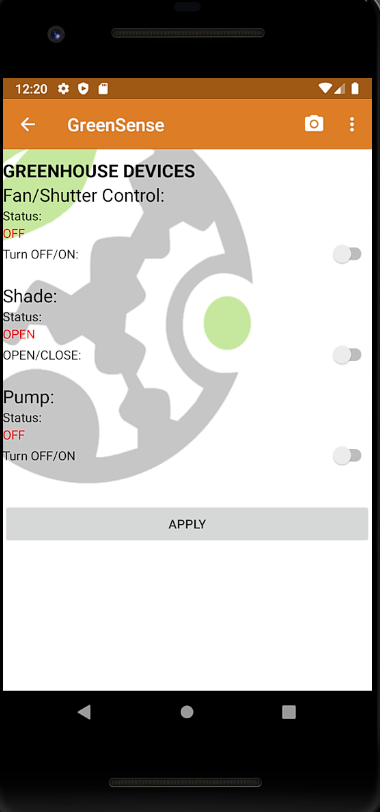 12:20
GreenSense
GREENHOUSE DEVICES
Fan/Shutter Control:
Status:
OFF
Turn OFF/ON:
Shade:
Status:
OPEN
OPEN/CLOSE:
Pump:
Status:
OFF
Turn OFF/ON
APPLY